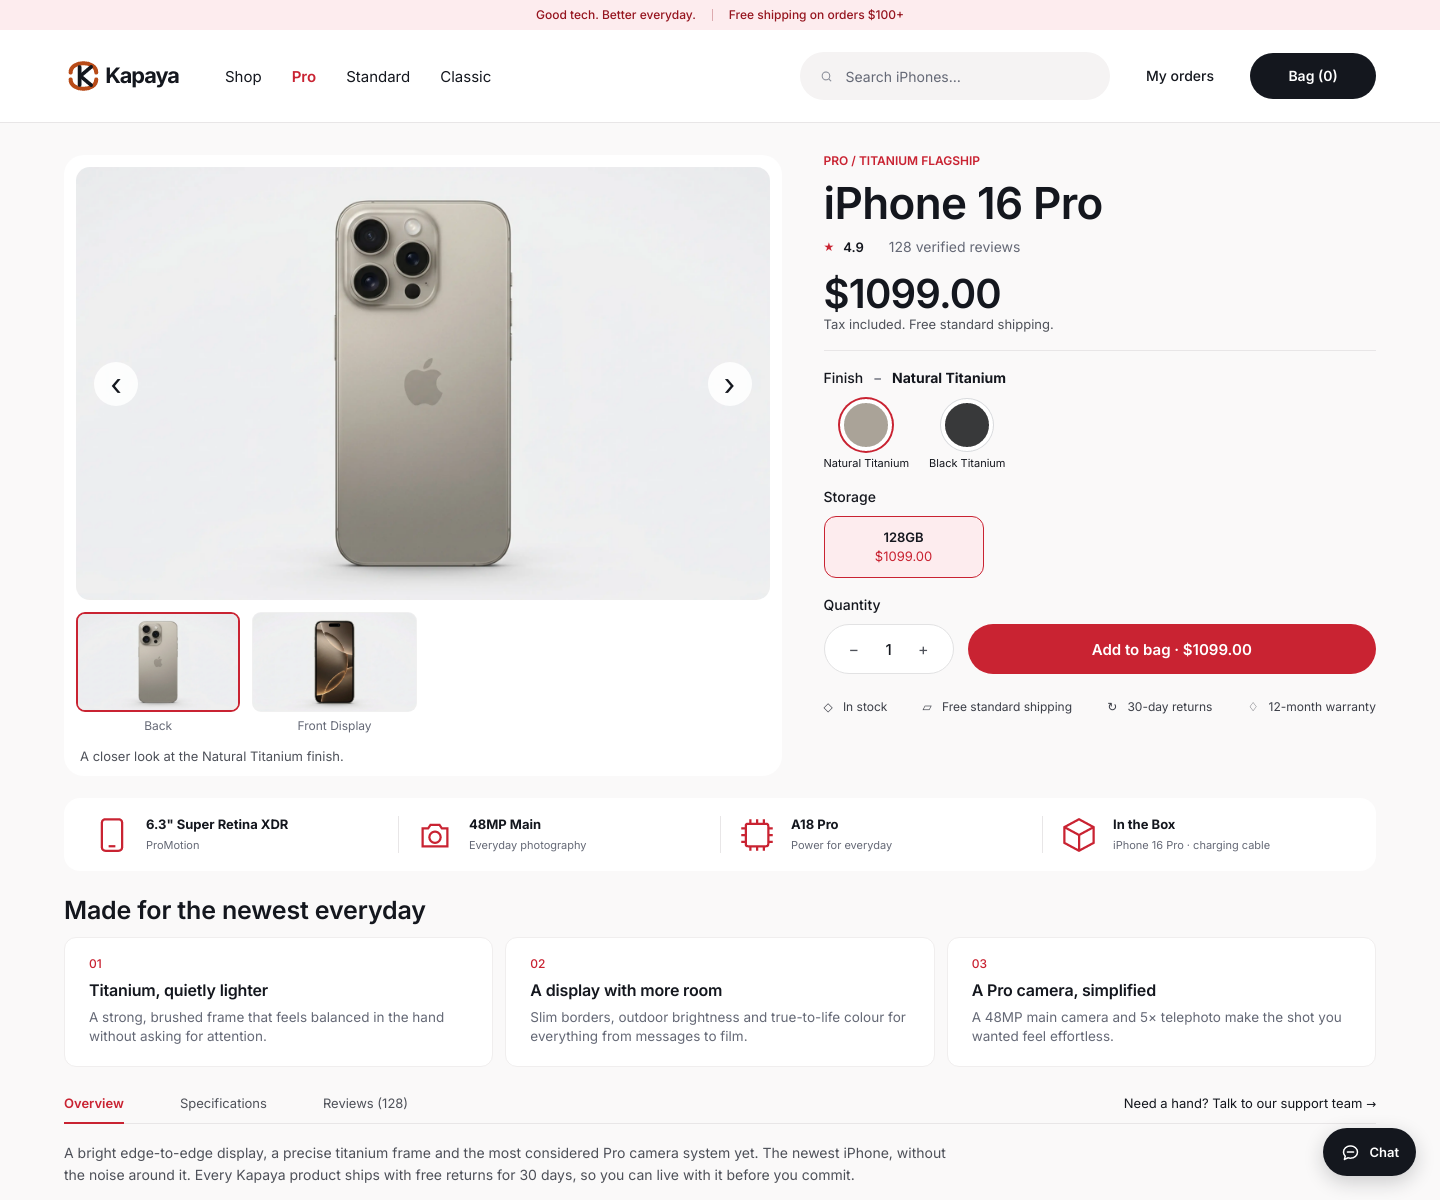 Good tech. Better everyday. Free shipping on orders $100+
Kapaya Shop Pro Standard Classic Search iPhones... My orders Bag (0)
PRO / TITANIUM FLAGSHIP
iPhone 16 Pro
★ 4.9 128 verified reviews
$1099.00
Tax included. Free standard shipping.
Finish – Natural Titanium
Natural Titanium Black Titanium
Storage
128GB
$1099.00
Quantity
− 1 + Add to bag · $1099.00
In stock Free standard shipping 30-day returns 12-month warranty
Back Front Display
A closer look at the Natural Titanium finish.
6.3" Super Retina XDR
ProMotion
48MP Main
Everyday photography
A18 Pro
Power for everyday
In the Box
iPhone 16 Pro · charging cable
Made for the newest everyday
01
Titanium, quietly lighter
A strong, brushed frame that feels balanced in the hand
without asking for attention.
02
A display with more room
Slim borders, outdoor brightness and true-to-life colour for
everything from messages to film.
03
A Pro camera, simplified
A 48MP main camera and 5× telephoto make the shot you
wanted feel effortless.
Overview Specifications Reviews (128) Need a hand? Talk to our support team →
A bright edge-to-edge display, a precise titanium frame and the most considered Pro camera system yet. The newest iPhone, without
the noise around it. Every Kapaya product ships with free returns for 30 days, so you can live with it before you commit.
Chat